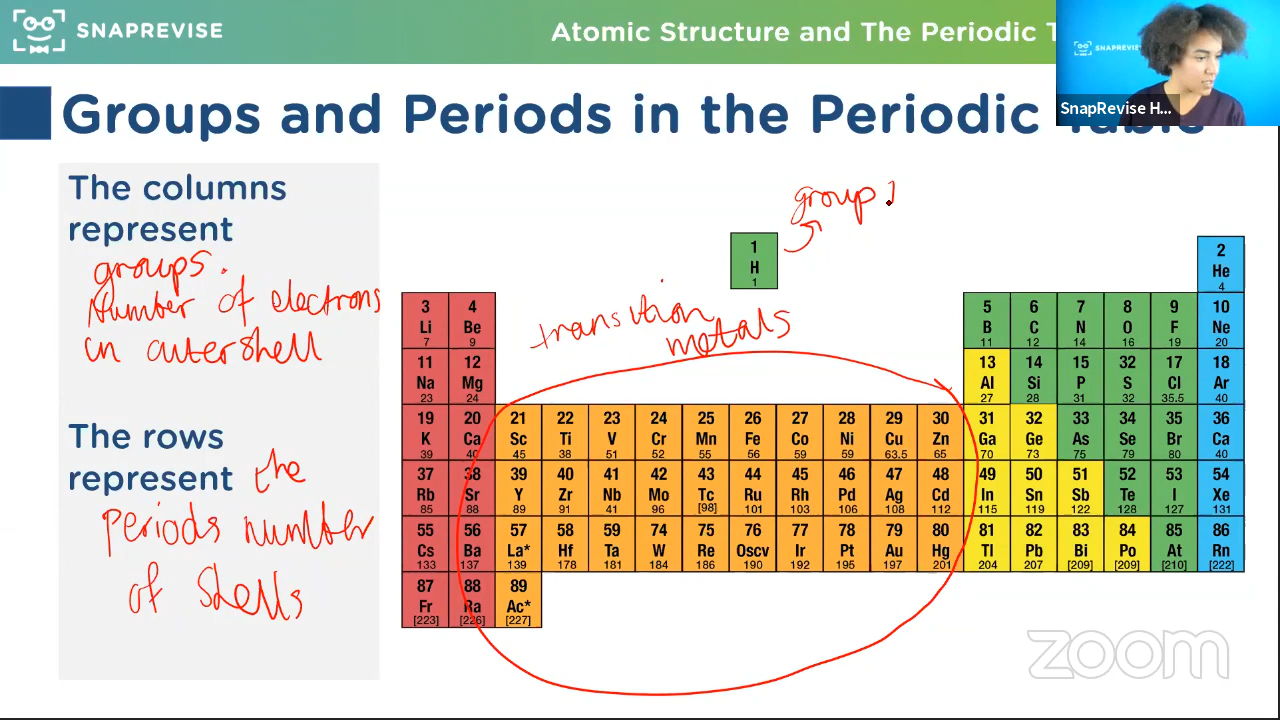 SNAPREVISE
Atomic Structure and The Periodic T
SNAPREVISE
SnapRevise H...
Groups and Periods in the Periodic Table
The columns
represent
groups.
Number of electrons
in outershell
The rows
represent the
Periods number
of shells
group 1
transition
metals
1 H 1
2 He 4
3 Li 7
4 Be 9
5 B 11
6 C 12
7 N 14
8 O 16
9 F 19
10 Ne 20
11 Na 23
12 Mg 24
13 Al 27
14 Si 28
15 P 31
32 S 32
17 Cl 35.5
18 Ar 40
19 K 39
20 Ca 40
21 Sc 45
22 Ti 38
23 V 51
24 Cr 52
25 Mn 55
26 Fe 56
27 Co 59
28 Ni 59
29 Cu 63.5
30 Zn 65
31 Ga 70
32 Ge 73
33 As 75
34 Se 79
35 Br 80
36 Ca 40
37 Rb 85
38 Sr 88
39 Y 89
40 Zr 91
41 Nb 41
42 Mo 96
43 Tc [98]
44 Ru 101
45 Rh 103
46 Pd 106
47 Ag 108
48 Cd 112
49 In 115
50 Sn 119
51 Sb 122
52 Te 128
53 I 127
54 Xe 131
55 Cs 133
56 Ba 137
57 La* 139
58 Hf 178
59 Ta 181
74 W 184
75 Re 186
76 Oscv 190
77 Ir 192
78 Pt 195
79 Au 197
80 Hg 201
81 Tl 204
82 Pb 207
83 Bi [209]
84 Po [209]
85 At [210]
86 Rn [222]
87 Fr [223]
88 Ra [226]
89 Ac* [227]
zoom